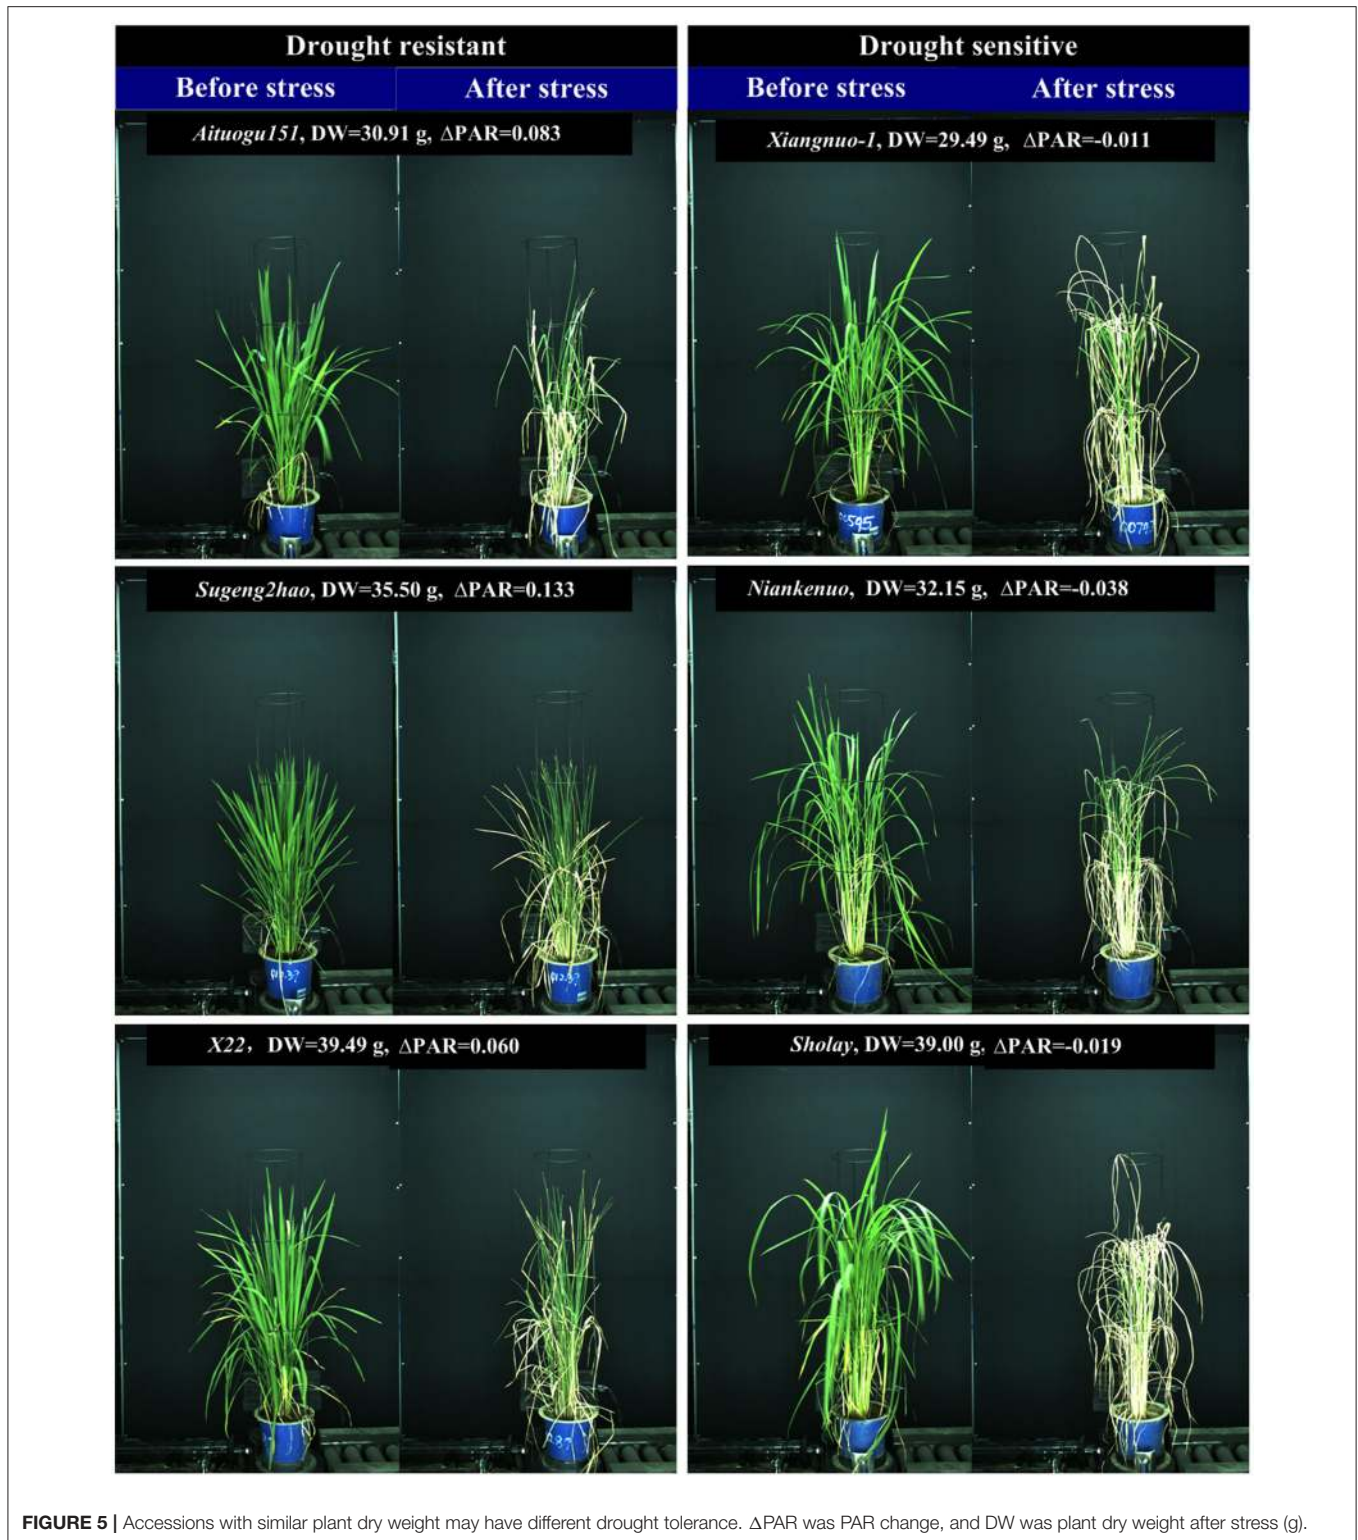 Drought resistant
Drought sensitive
Before stress
After stress
Before stress
After stress
Aituogu151, DW=30.91 g, ΔPAR=0.083
Xiangnuo-1, DW=29.49 g, ΔPAR=-0.011
Sugeng2hao, DW=35.50 g, ΔPAR=0.133
Niankenuo, DW=32.15 g, ΔPAR=-0.038
X22, DW=39.49 g, ΔPAR=0.060
Sholay, DW=39.00 g, ΔPAR=-0.019
FIGURE 5 | Accessions with similar plant dry weight may have different drought tolerance. ΔPAR was PAR change, and DW was plant dry weight after stress (g).